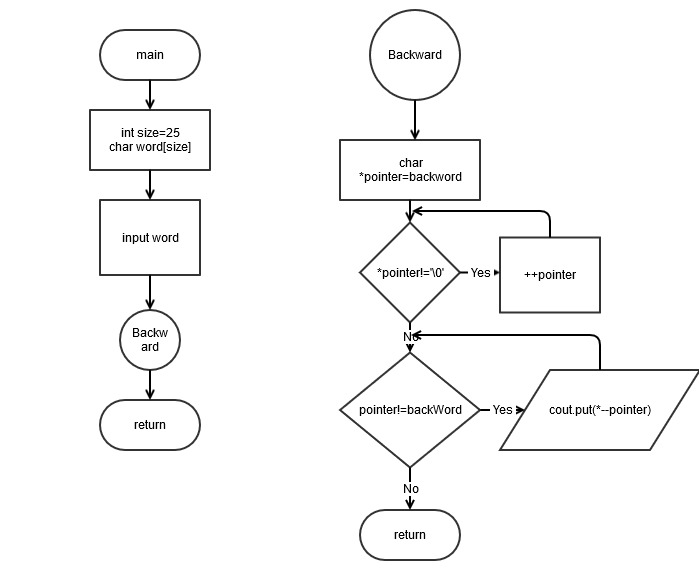 main
int size=25
char word[size]
input word
Backw
ard
return
Backward
char
*pointer=backword
*pointer!='\0'
Yes
++pointer
No
pointer!=backWord
Yes
cout.put(*--pointer)
No
return